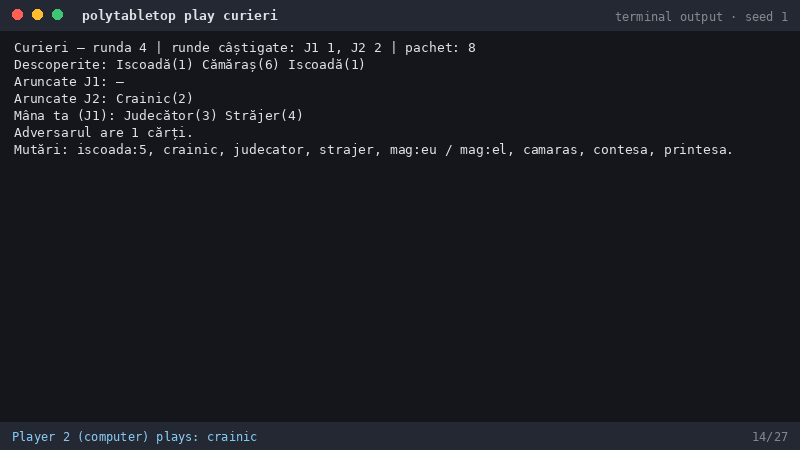 polytabletop play curieri
terminal output · seed 1
Curieri — runda 4 | runde câștigate: J1 1, J2 2 | pachet: 8
Descoperite: Iscoadă(1) Cămăraș(6) Iscoadă(1)
Aruncate J1: —
Aruncate J2: Crainic(2)
Mâna ta (J1): Judecător(3) Străjer(4)
Adversarul are 1 cărți.
Mutări: iscoada:5, crainic, judecator, strajer, mag:eu / mag:el, camaras, contesa, printesa.
Player 2 (computer) plays: crainic
14/27